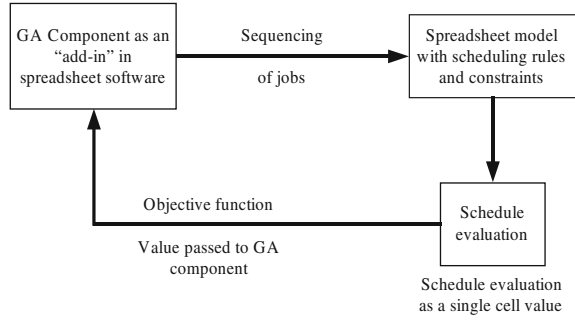 GA Component as an
“add-in” in
spreadsheet software
Sequencing
of jobs
Spreadsheet model
with scheduling rules
and constraints
Objective function
Value passed to GA
component
Schedule
evaluation
Schedule evaluation
as a single cell value